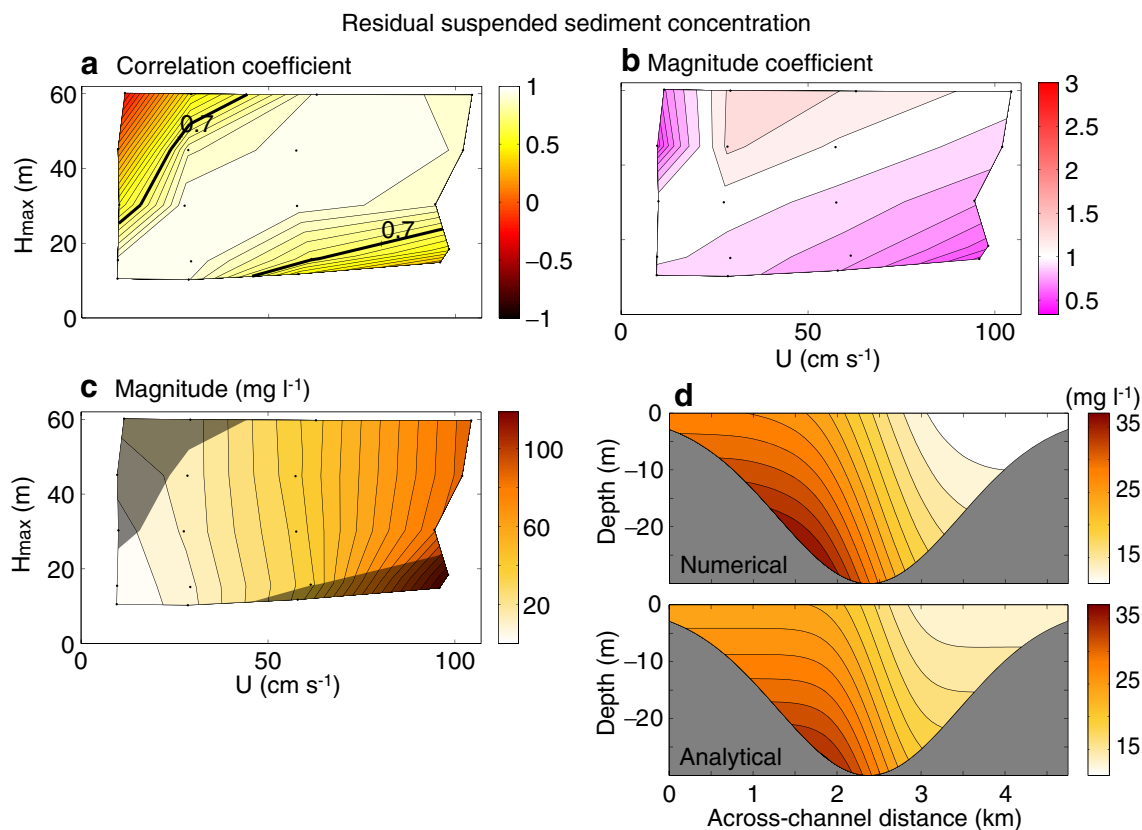 Residual suspended sediment concentration
a Correlation coefficient
60
40
20
0
Hmax (m)
0.7
0.7
1
0.5
0
−0.5
−1
b Magnitude coefficient
3
2.5
2
1.5
1
0.5
0 50 100
U (cm s-1)
c Magnitude (mg l-1)
60
40
20
0
Hmax (m)
0 50 100
U (cm s-1)
100
60
20
d
(mg l-1)
0
−10
−20
Depth (m)
Numerical
35
25
15
0
−10
−20
Depth (m)
Analytical
35
25
15
0 1 2 3 4
Across-channel distance (km)